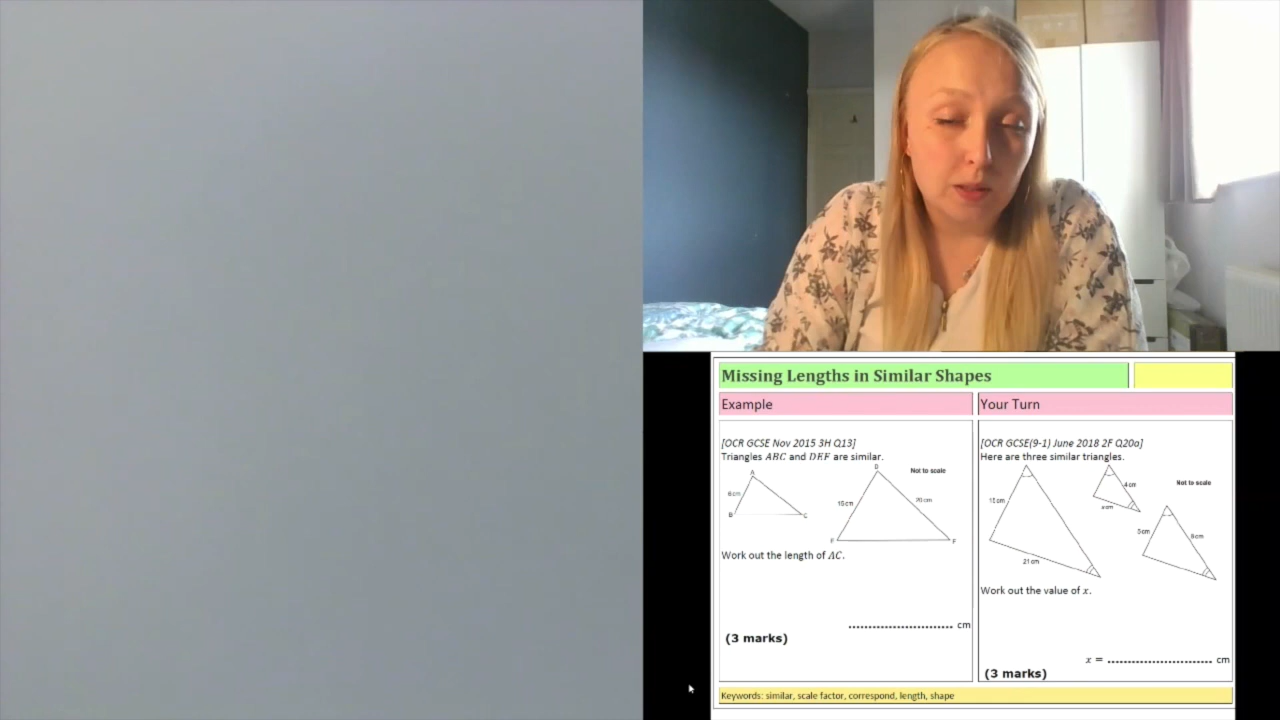 Missing Lengths in Similar Shapes
Example
[OCR GCSE Nov 2015 3H Q13]
Triangles ABC and DEF are similar.
Not to scale
A
6 cm
B
C
D
15 cm
20 cm
E
F
Work out the length of AC.
........................... cm
(3 marks)
Your Turn
[OCR GCSE(9-1) June 2018 2F Q20a]
Here are three similar triangles.
Not to scale
15 cm
21 cm
4 cm
x cm
5 cm
8 cm
Work out the value of x.
x = ........................... cm
(3 marks)
Keywords: similar, scale factor, correspond, length, shape